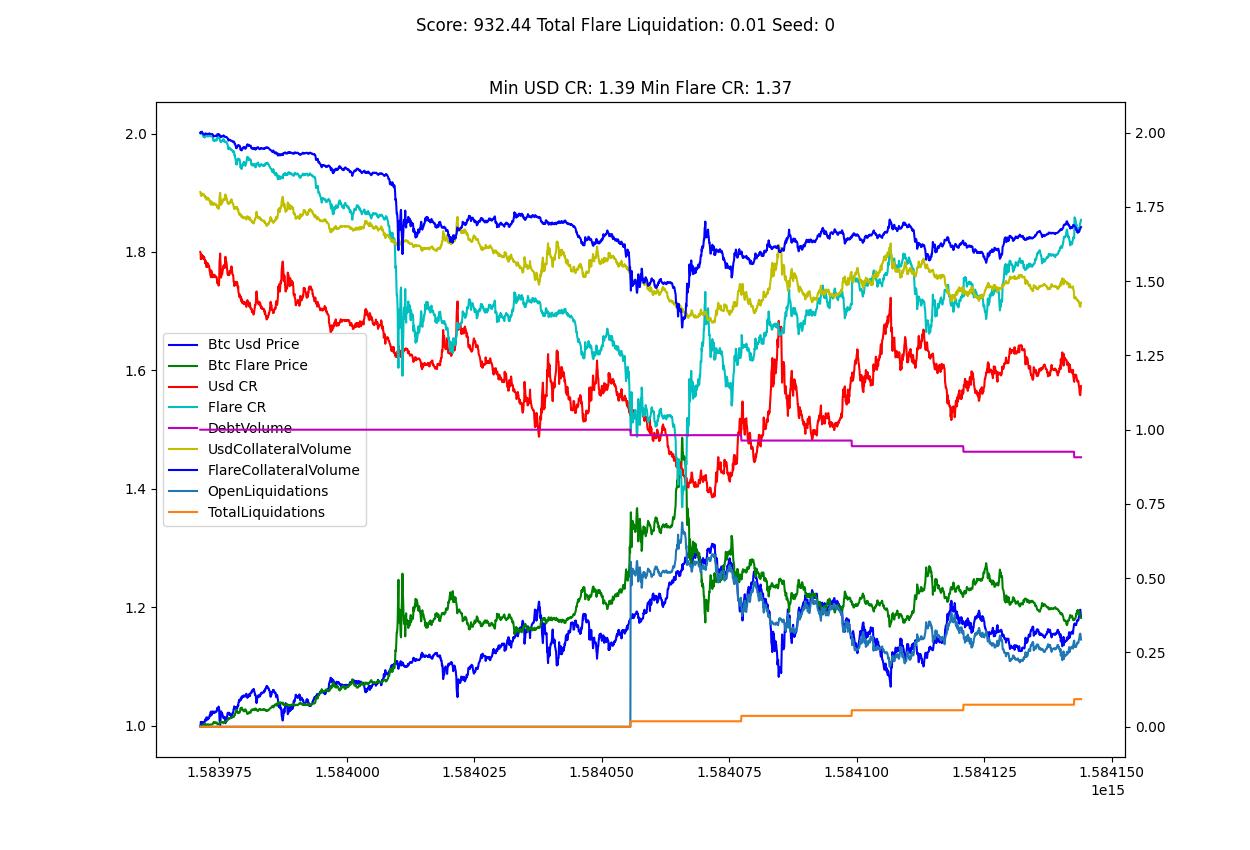 Score: 932.44 Total Flare Liquidation: 0.01 Seed: 0
Min USD CR: 1.39 Min Flare CR: 1.37
2.0
1.8
1.6
1.4
1.2
1.0
Btc Usd Price
Btc Flare Price
Usd CR
Flare CR
DebtVolume
UsdCollateralVolume
FlareCollateralVolume
OpenLiquidations
TotalLiquidations
2.00
1.75
1.50
1.25
1.00
0.75
0.50
0.25
0.00
1.583975 1.584000 1.584025 1.584050 1.584075 1.584100 1.584125 1.584150
1e15